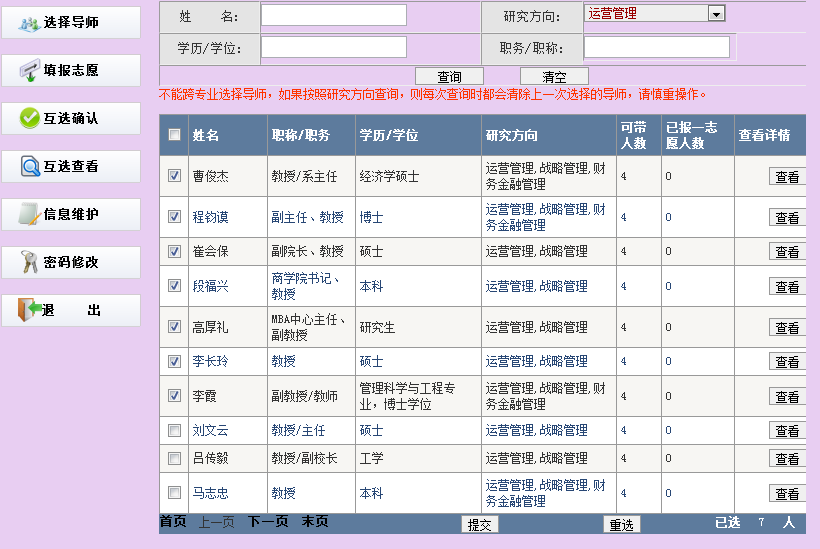 选择导师
填报志愿
互选确认
互选查看
信息维护
密码修改
退 出
姓 名: 研究方向: 运营管理
学历/学位: 职务/职称:
查询 清空
不能跨专业选择导师，如果按照研究方向查询，则每次查询时都会清除上一次选择的导师，请慎重操作。
姓名 职称/职务 学历/学位 研究方向 可带人数 已报一志愿人数 查看详情
曹俊杰 教授/系主任 经济学硕士 运营管理,战略管理,财务金融管理 4 0 查看
程钧谟 副主任、教授 博士 运营管理,战略管理,财务金融管理 4 0 查看
崔会保 副院长、教授 硕士 运营管理,战略管理 4 0 查看
段福兴 商学院书记、教授 本科 运营管理,战略管理 4 0 查看
高厚礼 MBA中心主任、副教授 研究生 运营管理,战略管理 4 0 查看
李长玲 教授 硕士 运营管理,战略管理 4 0 查看
李霞 副教授/教师 管理科学与工程专业，博士学位 运营管理,战略管理,财务金融管理 4 0 查看
刘文云 教授/主任 硕士 运营管理,战略管理 4 0 查看
吕传毅 教授/副校长 工学 运营管理,战略管理 4 0 查看
马志忠 教授 本科 运营管理,战略管理,财务金融管理 4 0 查看
首页 上一页 下一页 末页 提交 重选 已选 7 人